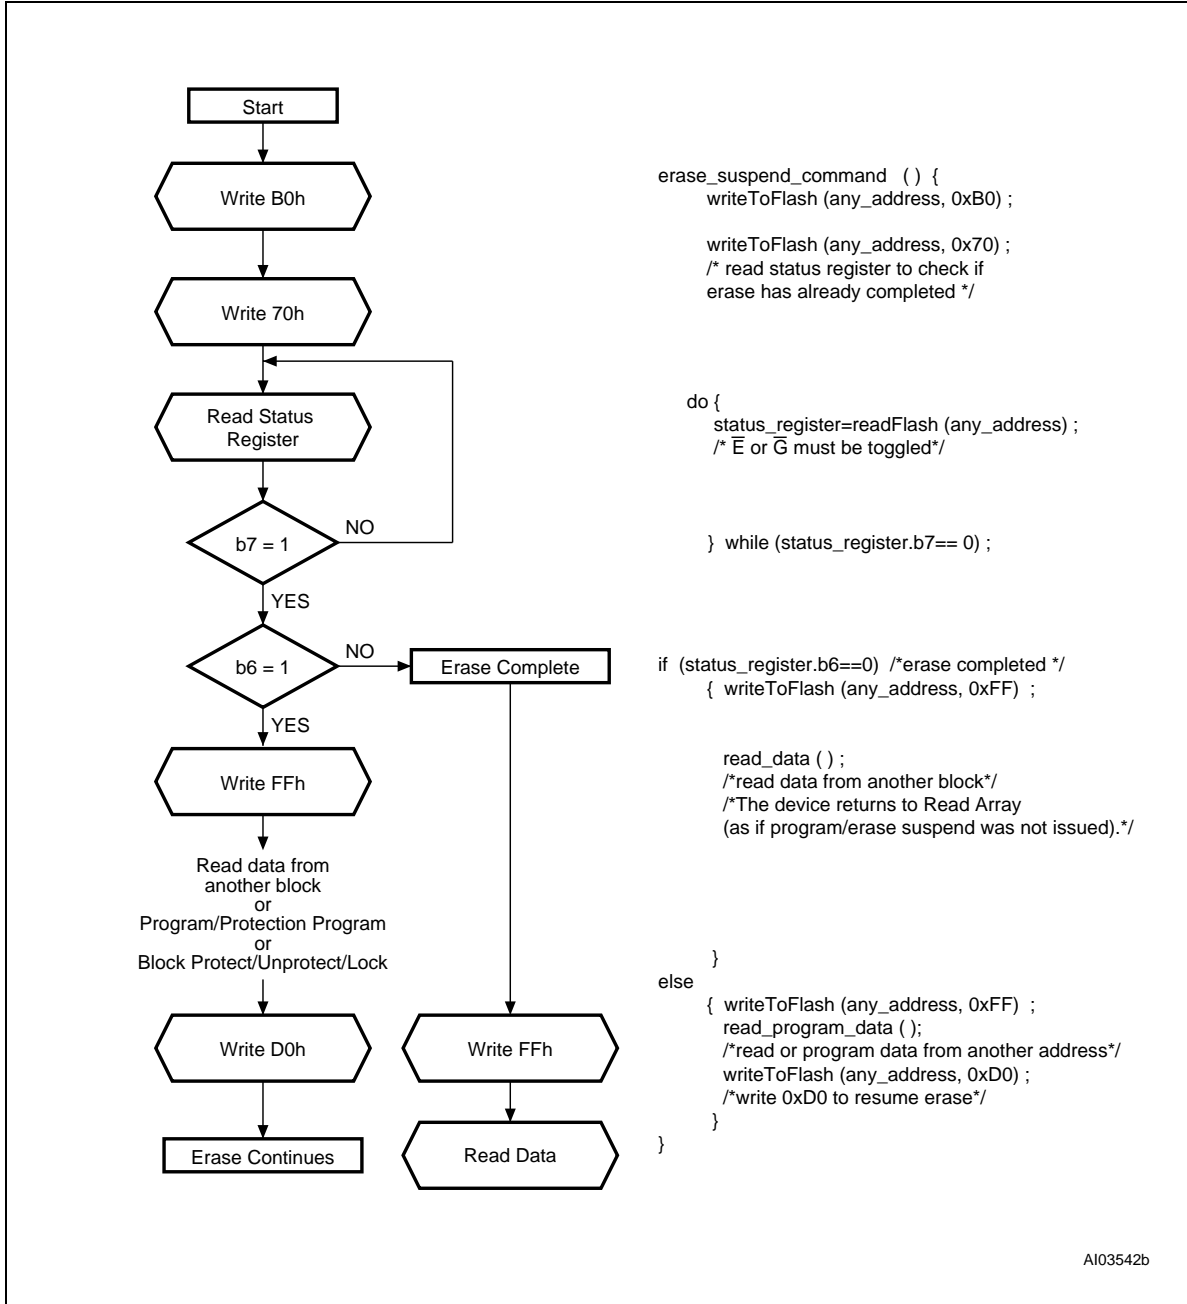 Start
Write B0h
Write 70h
Read Status
Register
b7 = 1
NO
YES
b6 = 1
NO
Erase Complete
YES
Write FFh
Read data from
another block
or
Program/Protection Program
or
Block Protect/Unprotect/Lock
Write D0h
Write FFh
Erase Continues
Read Data
erase_suspend_command ( ) {
writeToFlash (any_address, 0xB0) ;
writeToFlash (any_address, 0x70) ;
/* read status register to check if
erase has already completed */
do {
status_register=readFlash (any_address) ;
/* E̅ or G̅ must be toggled*/
} while (status_register.b7== 0) ;
if (status_register.b6==0) /*erase completed */
{ writeToFlash (any_address, 0xFF) ;
read_data ( ) ;
/*read data from another block*/
/*The device returns to Read Array
(as if program/erase suspend was not issued).*/
}
else
{ writeToFlash (any_address, 0xFF) ;
read_program_data ( );
/*read or program data from another address*/
writeToFlash (any_address, 0xD0) ;
/*write 0xD0 to resume erase*/
}
}
AI03542b